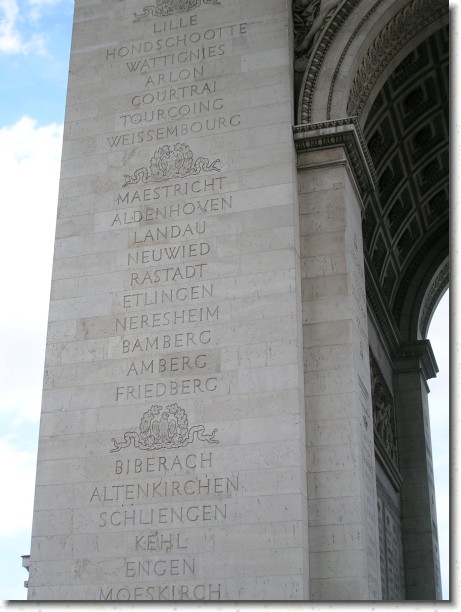 LILLE
HONDSCHOOTTE
WATTIGNIES
ARLON
COURTRAI
TOURCOING
WEISSEMBOURG
MAESTRICHT
ALDENHOVEN
LANDAU
NEUWIED
RASTADT
ETLINGEN
NERESHEIM
BAMBERG
AMBERG
FRIEDBERG
BIBERACH
ALTENKIRCHEN
SCHLIENGEN
KEHL
ENGEN
MOESKIRCH